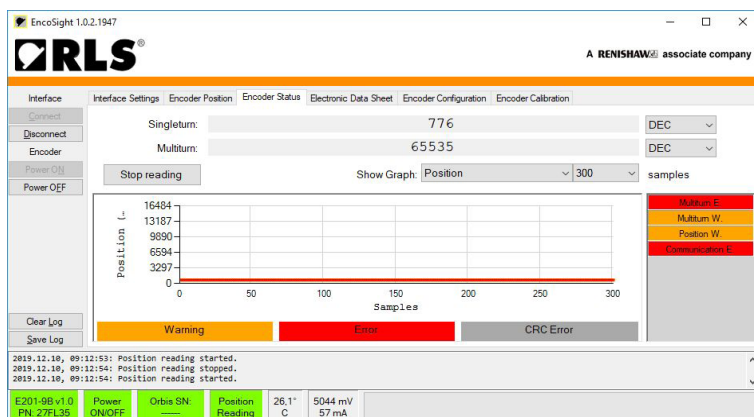 EncoSight 1.0.2.1947
RLS®
A RENISHAW associate company
Interface
Interface Settings
Encoder Position
Encoder Status
Electronic Data Sheet
Encoder Configuration
Encoder Calibration
Connect
Disconnect
Encoder
Power ON
Power OFF
Clear Log
Save Log
Singleturn: 776 DEC
Multiturn: 65535 DEC
Stop reading
Show Graph: Position 300 samples
Position (…
16484
13187
9890
6594
3297
0
0 50 100 150 200 250 300
Samples
Multiturn E.
Multiturn W.
Position W.
Communication E.
Warning
Error
CRC Error
2019.12.10, 09:12:53: Position reading started.
2019.12.10, 09:12:54: Position reading stopped.
2019.12.10, 09:12:54: Position reading started.
E201-9B v1.0
PN: 27FL35
Power
ON/OFF
Orbis SN:
------
Position
Reading
26,1°
C
5044 mV
57 mA